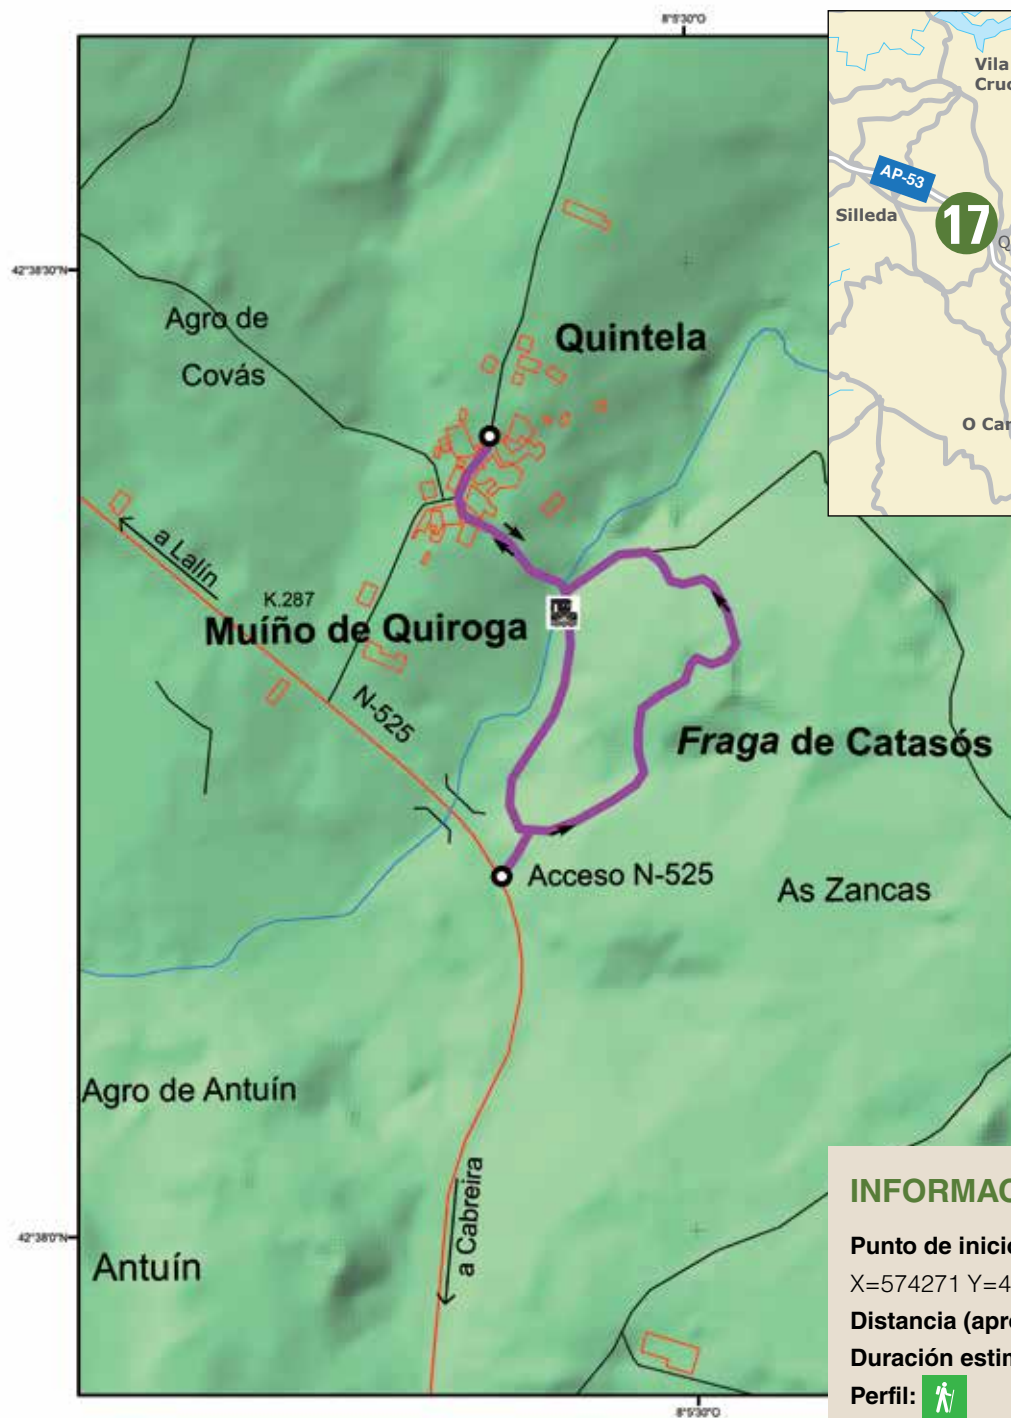 8°5'30"O
Vila
Cruc
AP-53
Silleda
17
Q
O Car
42°38'30"N
Agro de
Covás
Quintela
a Lalín
K.287
Muíño de Quiroga
N-525
Fraga de Catasós
Acceso N-525
As Zancas
Agro de Antuín
a Cabreira
42°38'0"N
Antuín
8°5'30"O
INFORMAC
Punto de inicio
X=574271 Y=4
Distancia (apro
Duración estin
Perfil: